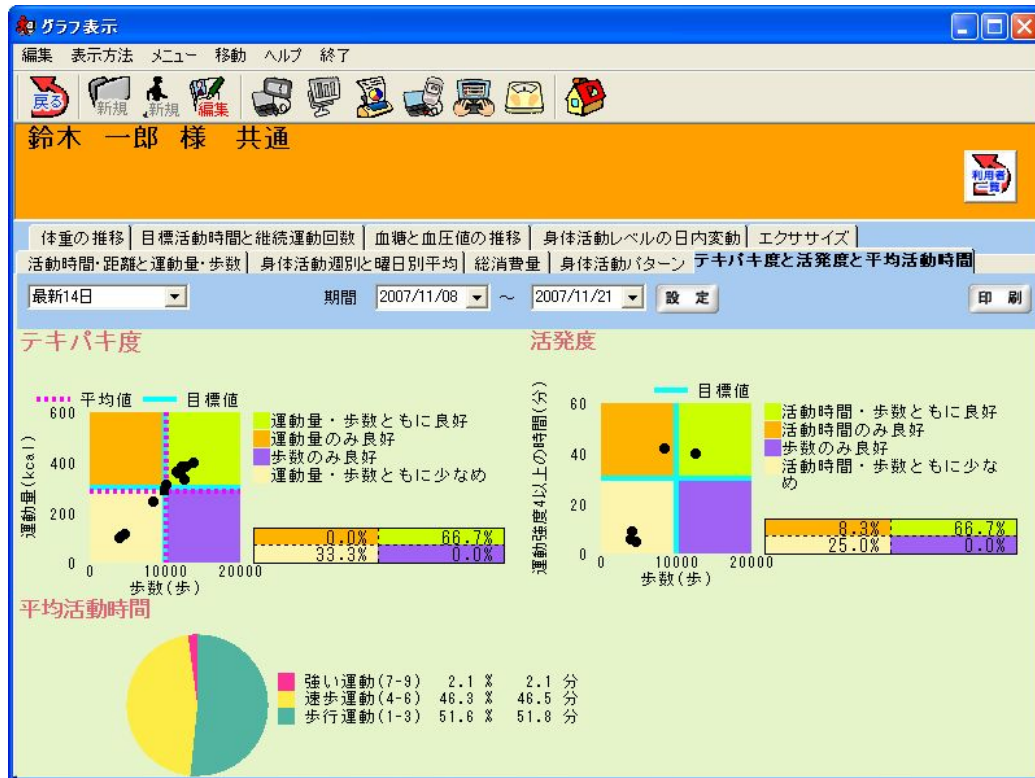 グラフ表示
編集 表示方法 メニュー 移動 ヘルプ 終了
戻る 新規 新規 編集
鈴木 一郎 様 共通
利用者一覧
体重の推移 目標活動時間と継続運動回数 血糖と血圧値の推移 身体活動レベルの日内変動 エクササイズ
活動時間・距離と運動量・歩数 身体活動週別と曜日別平均 総消費量 身体活動パターン テキパキ度と活発度と平均活動時間
最新14日 期間 2007/11/08 ～ 2007/11/21 設定 印刷
テキパキ度
平均値 目標値
運動量(kcal)
600
400
200
0
0 10000 20000
歩数(歩)
運動量・歩数ともに良好
運動量のみ良好
歩数のみ良好
運動量・歩数ともに少なめ
0.0% 66.7%
33.3% 0.0%
活発度
目標値
運動強度4以上の時間(分)
60
40
20
0
0 10000 20000
歩数(歩)
活動時間・歩数ともに良好
活動時間のみ良好
歩数のみ良好
活動時間・歩数ともに少な
め
8.3% 66.7%
25.0% 0.0%
平均活動時間
強い運動(7-9) 2.1 % 2.1 分
速歩運動(4-6) 46.3 % 46.5 分
歩行運動(1-3) 51.6 % 51.8 分